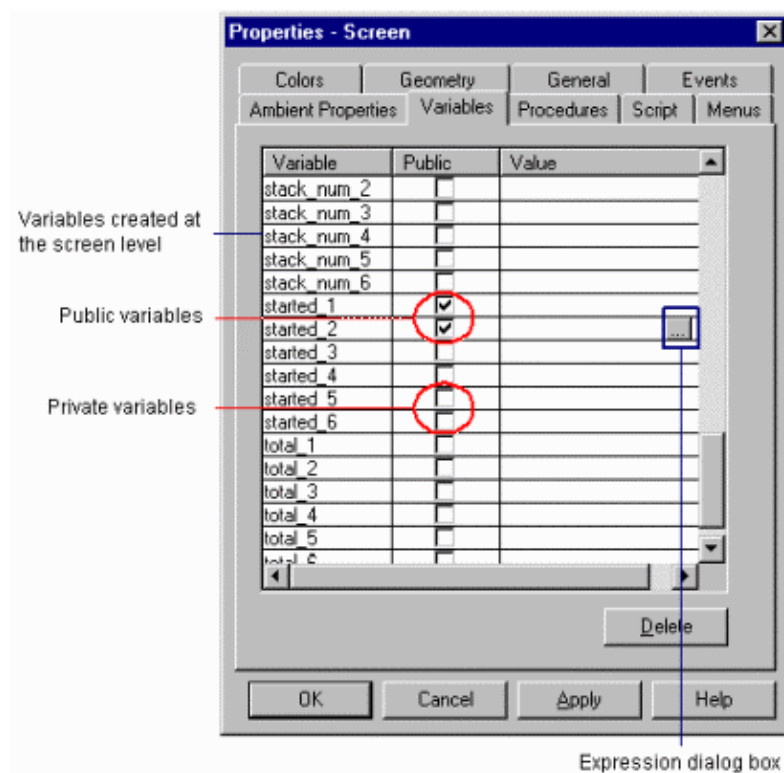 Properties - Screen
Colors Geometry General Events
Ambient Properties Variables Procedures Script Menus
Variable Public Value
stack_num_2
stack_num_3
stack_num_4
stack_num_5
stack_num_6
started_1
started_2
...
started_3
started_4
started_5
started_6
total_1
total_2
total_3
total_4
total_5
total_6
Variables created at
the screen level
Public variables
Private variables
Delete
OK Cancel Apply Help
Expression dialog box